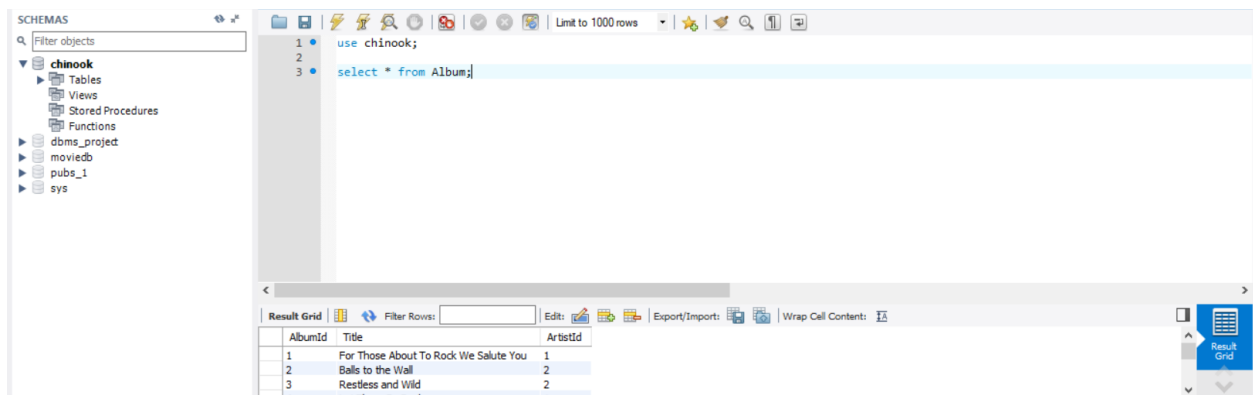 SCHEMAS
Filter objects
chinook
Tables
Views
Stored Procedures
Functions
dbms_project
moviedb
pubs_1
sys
Limit to 1000 rows
1 use chinook;
2
3 select * from Album;
Result Grid Filter Rows: Edit: Export/Import: Wrap Cell Content:
AlbumId Title ArtistId
1 For Those About To Rock We Salute You 1
2 Balls to the Wall 2
3 Restless and Wild 2
Result
Grid